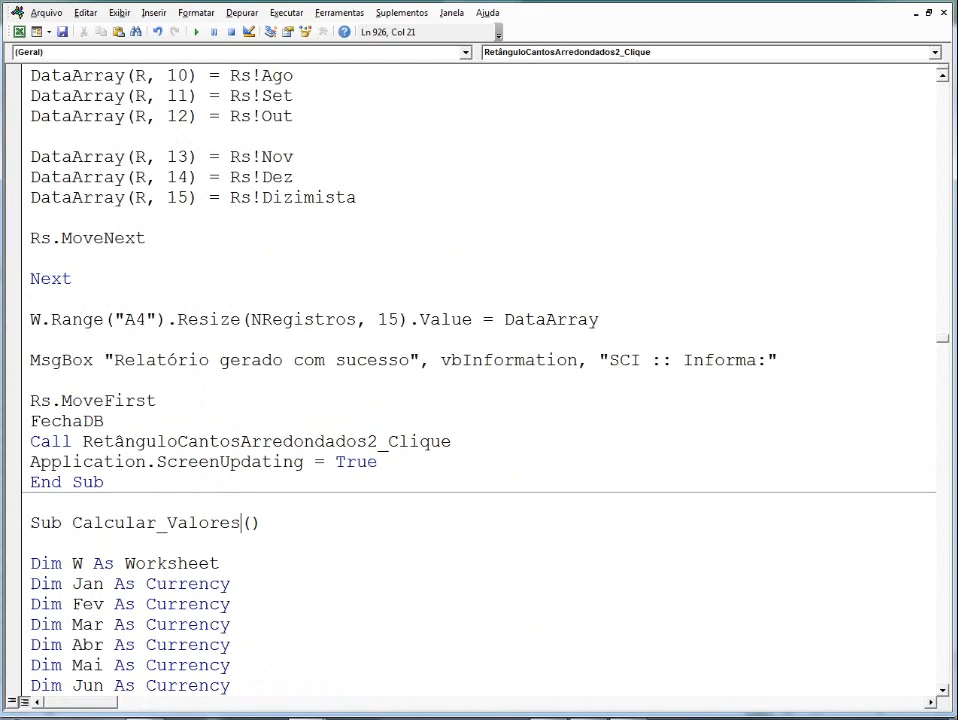 Arquivo Editar Exibir Inserir Formatar Depurar Executar Ferramentas Suplementos Janela Ajuda
Ln 926, Col 21
(Geral) RetânguloCantosArredondados2_Clique
DataArray(R, 10) = Rs!Ago
DataArray(R, 11) = Rs!Set
DataArray(R, 12) = Rs!Out
DataArray(R, 13) = Rs!Nov
DataArray(R, 14) = Rs!Dez
DataArray(R, 15) = Rs!Dizimista
Rs.MoveNext
Next
W.Range("A4").Resize(NRegistros, 15).Value = DataArray
MsgBox "Relatório gerado com sucesso", vbInformation, "SCI :: Informa:"
Rs.MoveFirst
FechaDB
Call RetânguloCantosArredondados2_Clique
Application.ScreenUpdating = True
End Sub
Sub Calcular_Valores()
Dim W As Worksheet
Dim Jan As Currency
Dim Fev As Currency
Dim Mar As Currency
Dim Abr As Currency
Dim Mai As Currency
Dim Jun As Currency